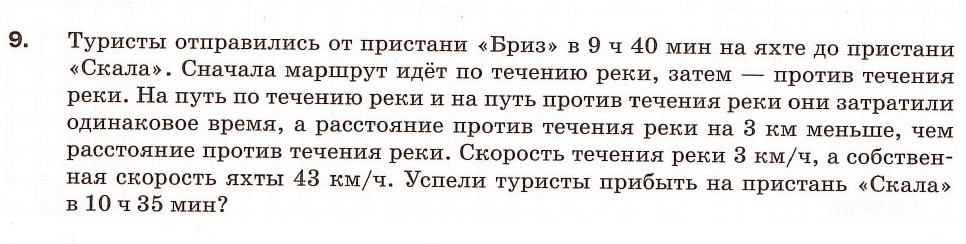 9. Туристы отправились от пристани «Бриз» в 9 ч 40 мин на яхте до пристани
«Скала». Сначала маршрут идёт по течению реки, затем — против течения
реки. На путь по течению реки и на путь против течения реки они затратили
одинаковое время, а расстояние против течения реки на 3 км меньше, чем
расстояние против течения реки. Скорость течения реки 3 км/ч, а собствен-
ная скорость яхты 43 км/ч. Успели туристы прибыть на пристань «Скала»
в 10 ч 35 мин?